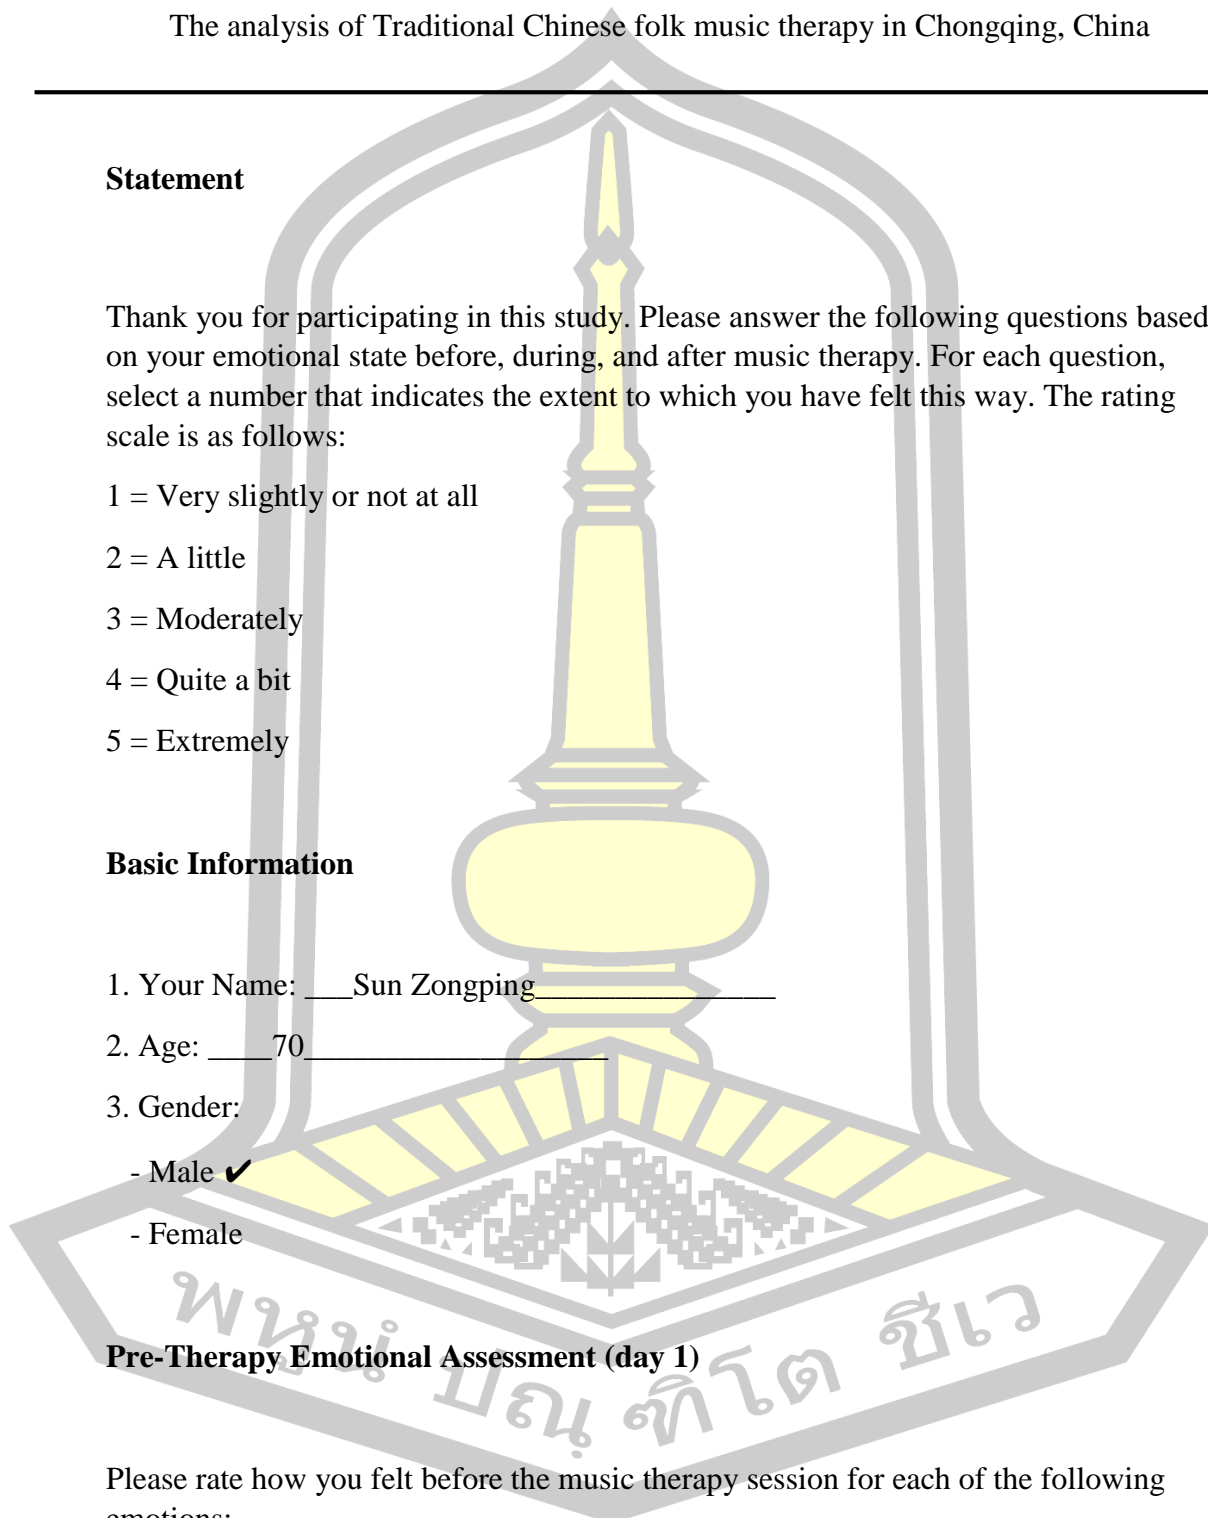 The analysis of Traditional Chinese folk music therapy in Chongqing, China
Statement
Thank you for participating in this study. Please answer the following questions based
on your emotional state before, during, and after music therapy. For each question,
select a number that indicates the extent to which you have felt this way. The rating
scale is as follows:
1 = Very slightly or not at all
2 = A little
3 = Moderately
4 = Quite a bit
5 = Extremely
Basic Information
1. Your Name: ___Sun Zongping_______________
2. Age: ____70___________________
3. Gender:
- Male ✔
- Female
Pre-Therapy Emotional Assessment (day 1)
Please rate how you felt before the music therapy session for each of the following
emotions:
พหูนํ ปณฺฑิโต ชีเว